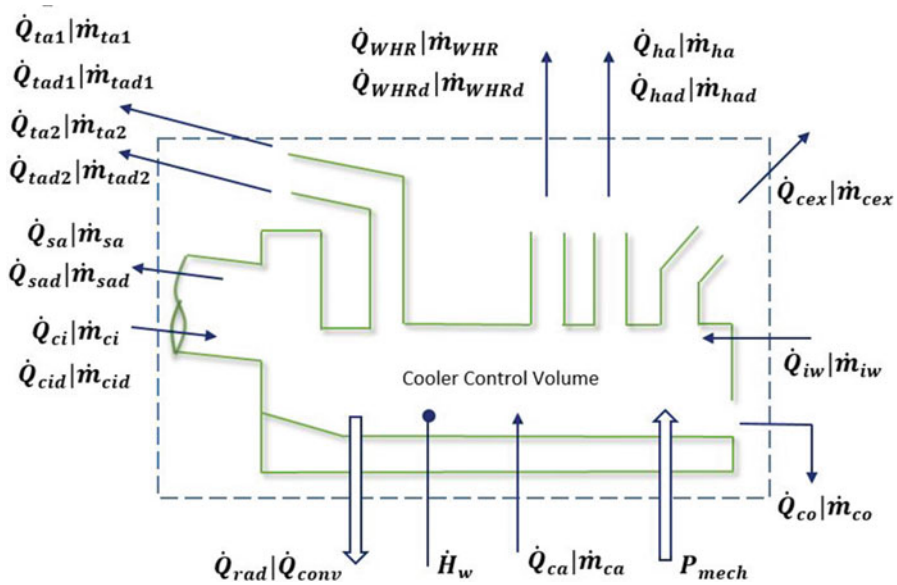 Q̇ta1|ṁta1
Q̇tad1|ṁtad1
Q̇ta2|ṁta2
Q̇tad2|ṁtad2
Q̇WHR|ṁWHR
Q̇WHRd|ṁWHRd
Q̇ha|ṁha
Q̇had|ṁhad
Q̇cex|ṁcex
Q̇sa|ṁsa
Q̇sad|ṁsad
Q̇ci|ṁci
Q̇cid|ṁcid
Cooler Control Volume
Q̇iw|ṁiw
Q̇co|ṁco
Q̇rad|Q̇conv
Ḣw
Q̇ca|ṁca
Pmech